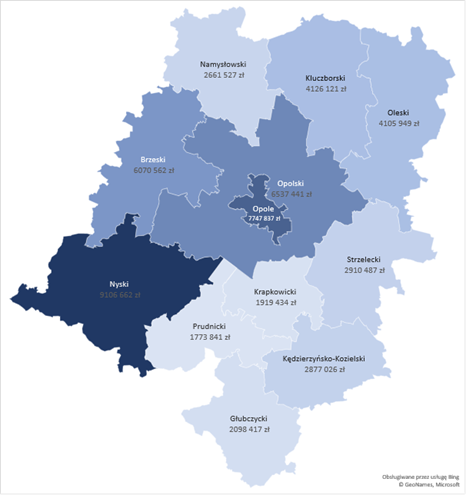 Namysłowski
2661 527 zł
Kluczborski
4126 121 zł
Oleski
4105 949 zł
Brzeski
6070 562 zł
Opolski
6537 441 zł
Opole
7747 837 zł
Strzelecki
2910 487 zł
Nyski
9106 662 zł
Krapkowicki
1919 434 zł
Prudnicki
1773 841 zł
Kędzierzyńsko-Kozielski
2877 026 zł
Głubczycki
2098 417 zł
Obsługiwane przez usługę Bing
© GeoNames, Microsoft